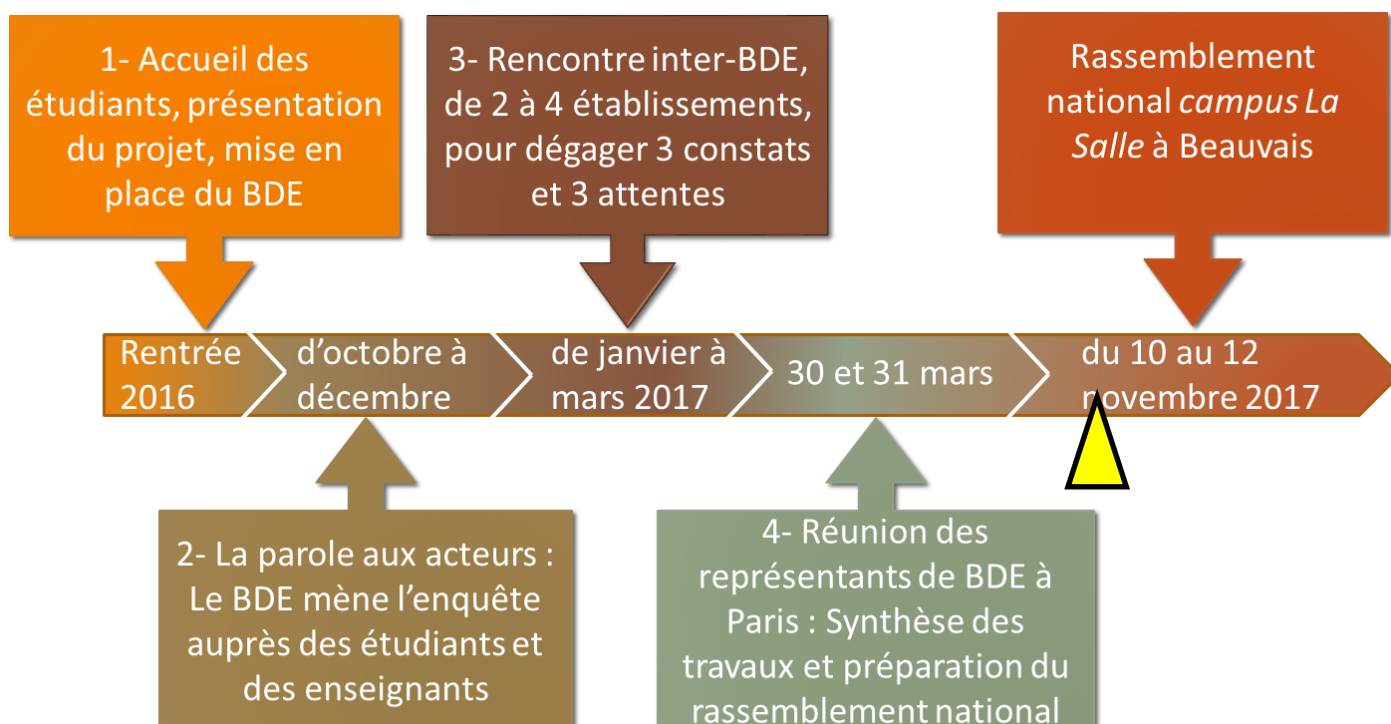 1- Accueil des
étudiants, présentation
du projet, mise en
place du BDE
3- Rencontre inter-BDE,
de 2 à 4 établissements,
pour dégager 3 constats
et 3 attentes
Rassemblement
national campus La
Salle à Beauvais
Rentrée
2016
d’octobre à
décembre
de janvier à
mars 2017
30 et 31 mars
du 10 au 12
novembre 2017
2- La parole aux acteurs :
Le BDE mène l’enquête
auprès des étudiants et
des enseignants
4- Réunion des
représentants de BDE à
Paris : Synthèse des
travaux et préparation du
rassemblement national